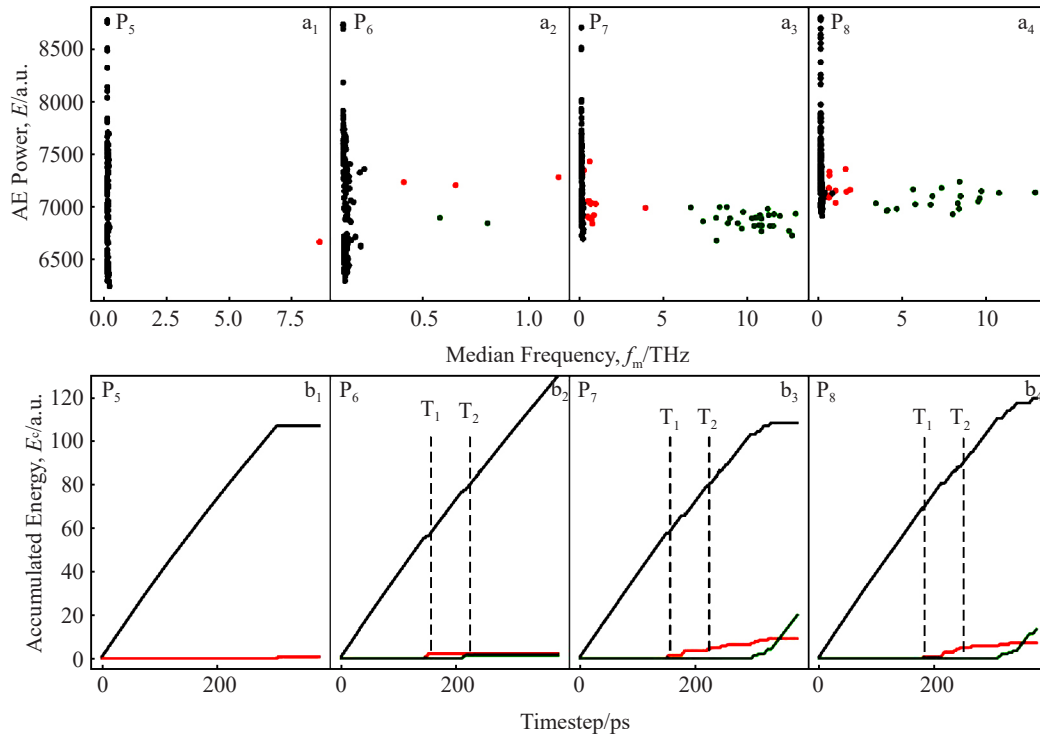 P5 a1 P6 a2 P7 a3 P8 a4
8500
8000
7500
7000
6500
AE Power, E/a.u.
0.0 2.5 5.0 7.5 0.5 1.0 0 5 10 0 5 10
Median Frequency, fm/THz
P5 b1 P6 b2 P7 b3 P8 b4
T1 T2 T1 T2 T1 T2
120
100
80
60
40
20
0
Accumulated Energy, Ec/a.u.
200 200 0 200 0 200
Timestep/ps